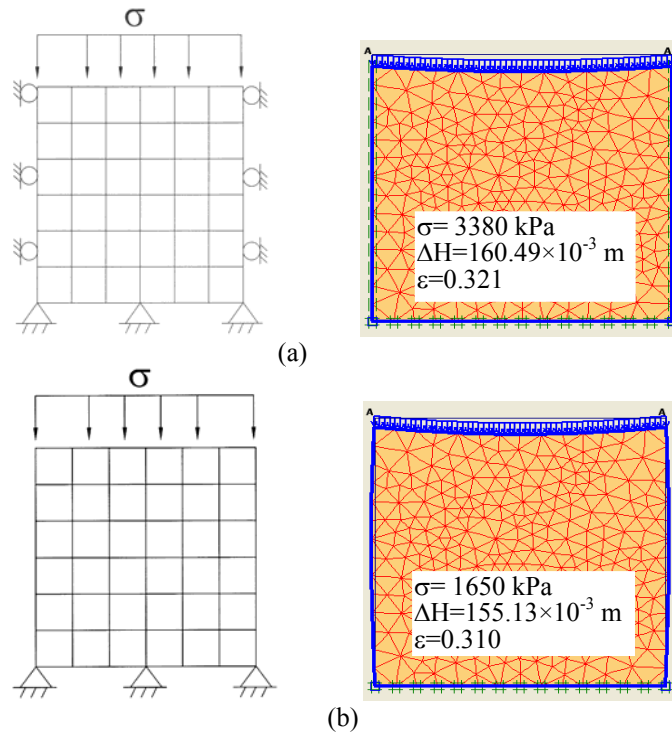 σ
A A
σ= 3380 kPa
ΔH=160.49×10⁻³ m
ε=0.321
(a)
σ
A A
σ= 1650 kPa
ΔH=155.13×10⁻³ m
ε=0.310
(b)